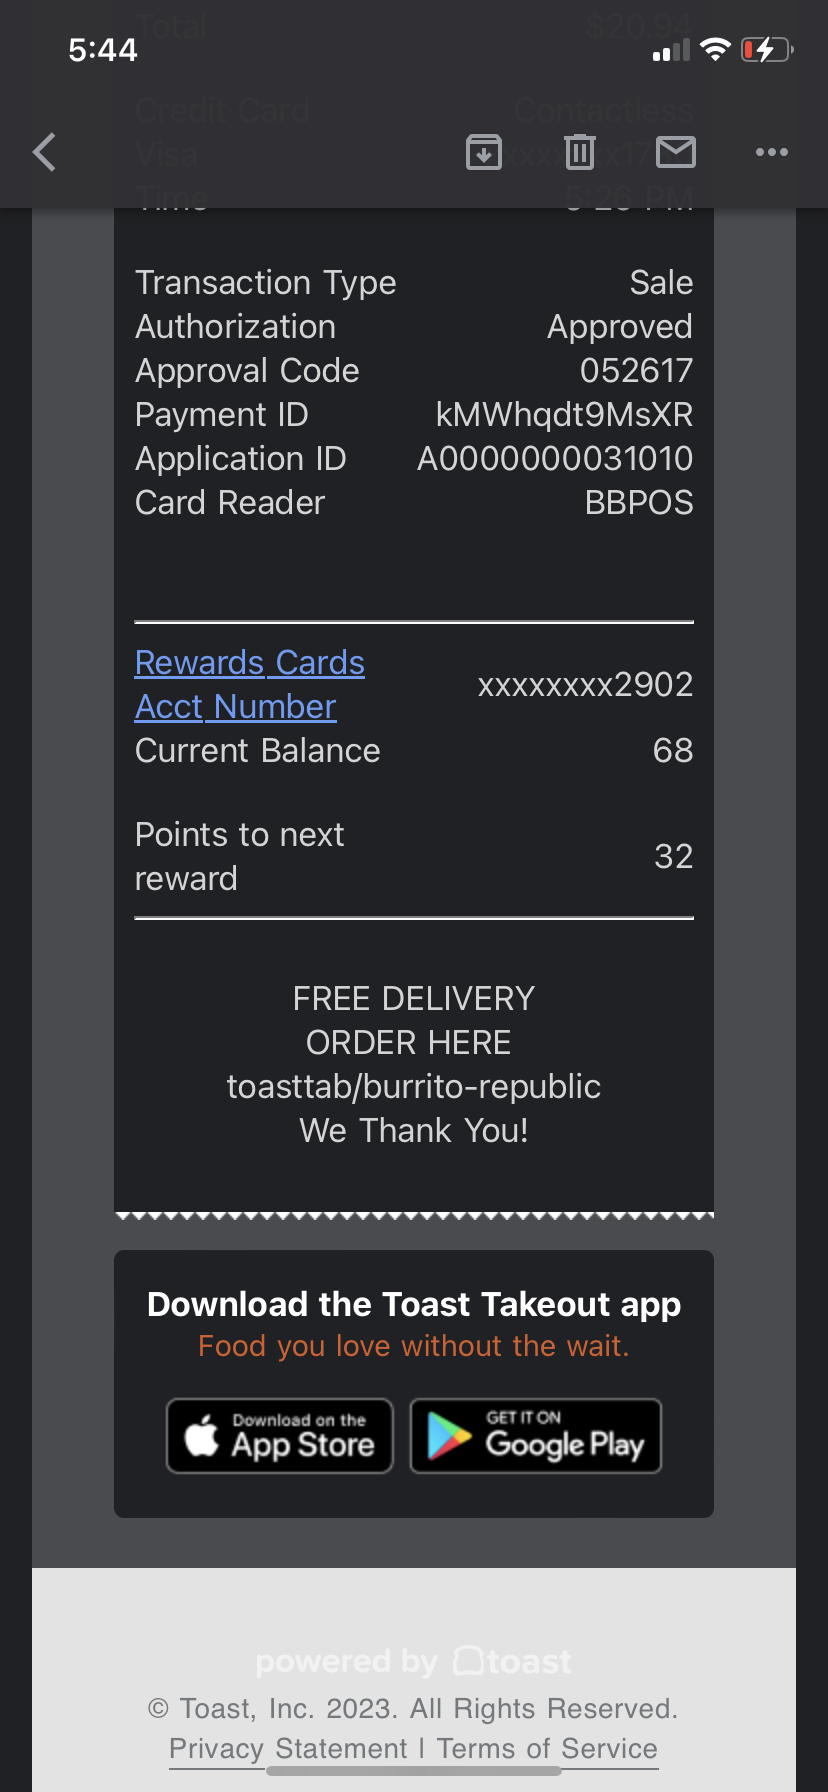 Total $20.94
5:44
Credit Card Contactless
Visa
Time 5:26 PM
Transaction Type Sale
Authorization Approved
Approval Code 052617
Payment ID kMWhqdt9MsXR
Application ID A0000000031010
Card Reader BBPOS
Rewards Cards
Acct Number xxxxxxxx2902
Current Balance 68
Points to next
reward 32
FREE DELIVERY
ORDER HERE
toasttab/burrito-republic
We Thank You!
Download the Toast Takeout app
Food you love without the wait.
Download on the
App Store
GET IT ON
Google Play
powered by toast
© Toast, Inc. 2023. All Rights Reserved.
Privacy Statement | Terms of Service